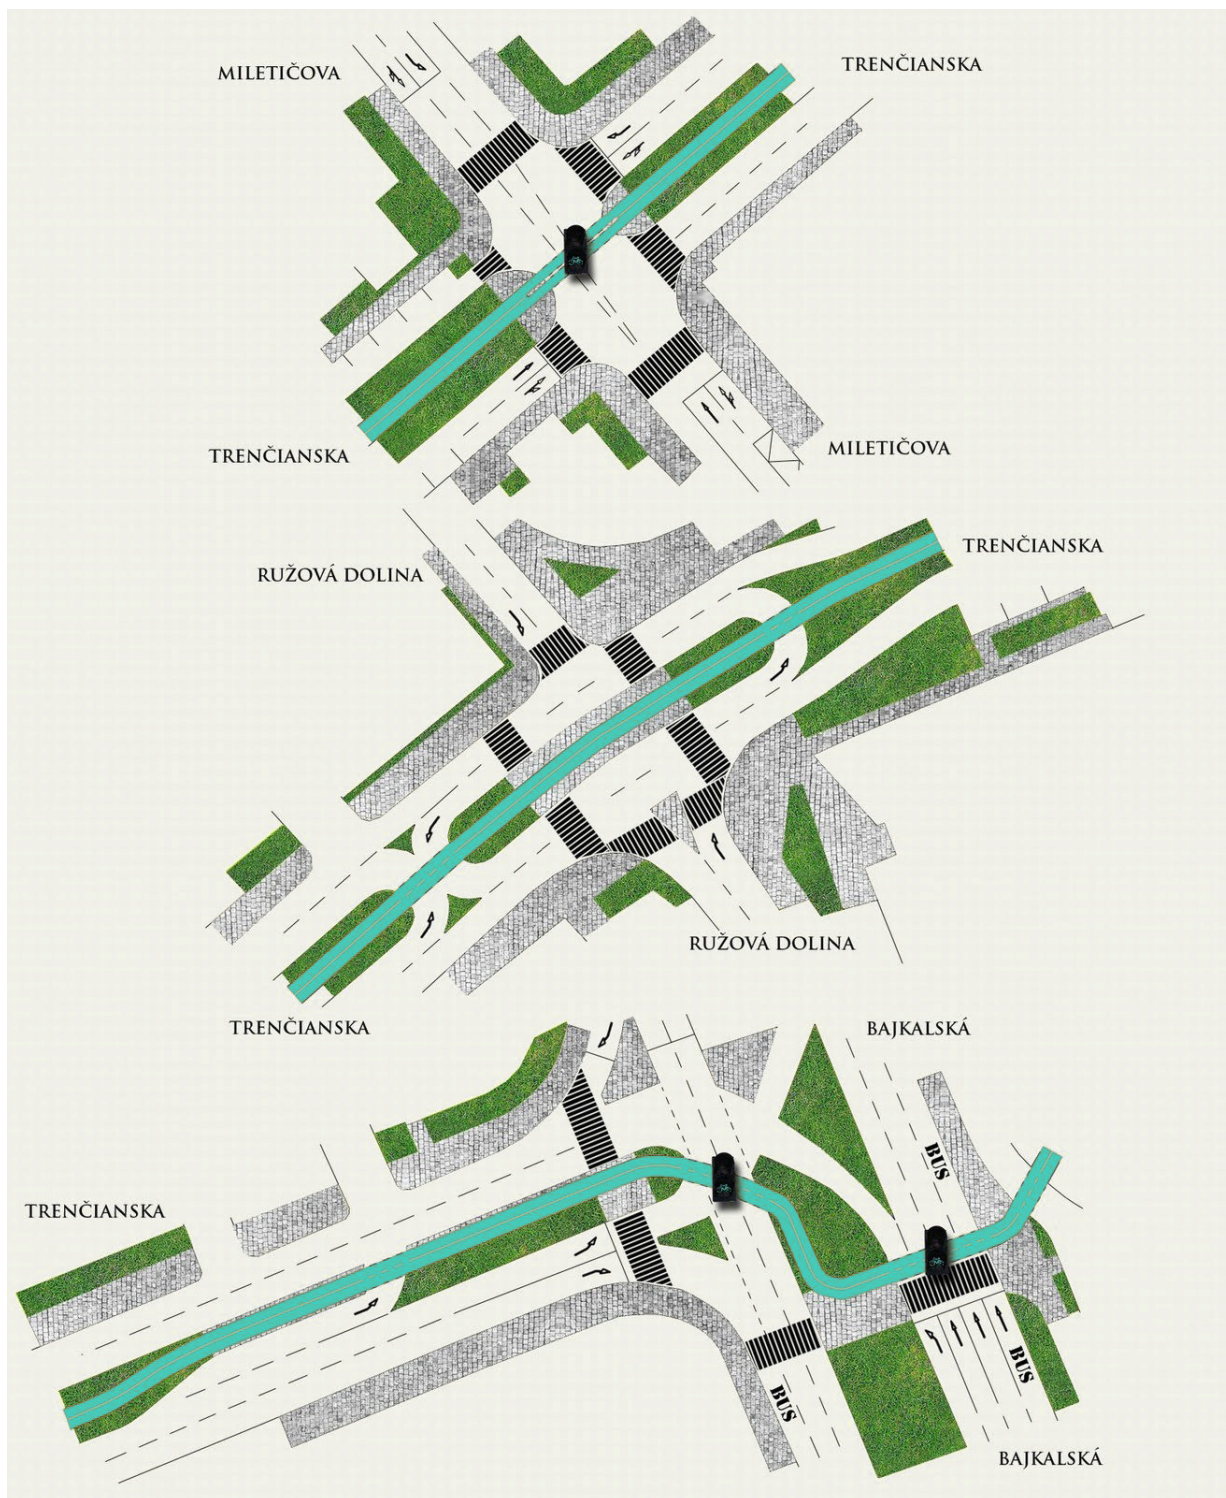 MILETIČOVA
TRENČIANSKA
TRENČIANSKA
MILETIČOVA
RUŽOVÁ DOLINA
TRENČIANSKA
RUŽOVÁ DOLINA
TRENČIANSKA
BAJKALSKÁ
BUS
TRENČIANSKA
BUS
BUS
BAJKALSKÁ